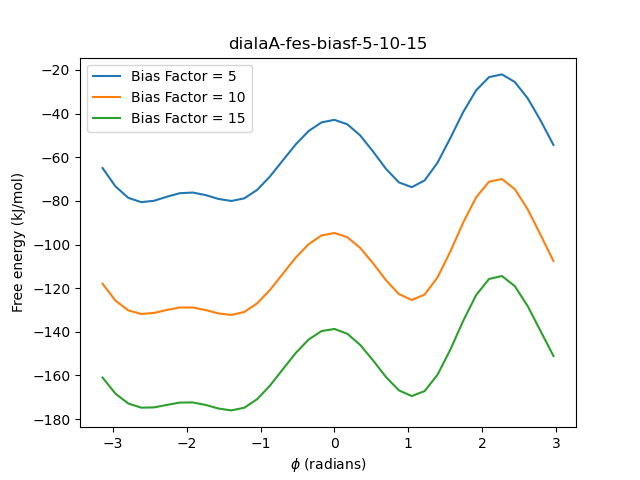 dialaA-fes-biasf-5-10-15
Bias Factor = 5
Bias Factor = 10
Bias Factor = 15
Free energy (kJ/mol)
−20
−40
−60
−80
−100
−120
−140
−160
−180
−3 −2 −1 0 1 2 3
ϕ (radians)